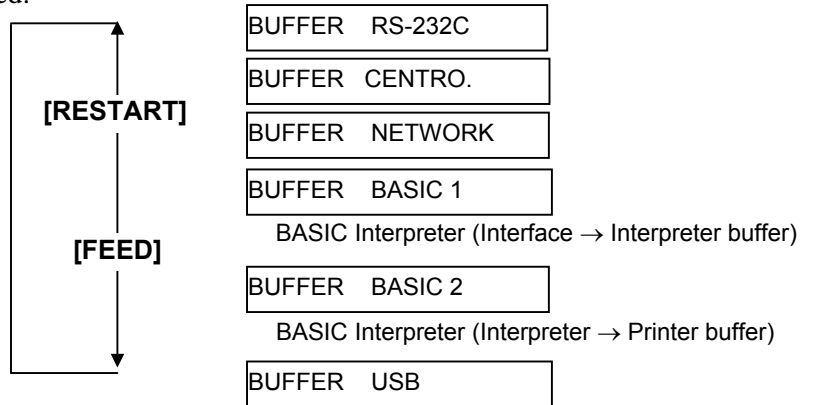 BUFFER RS-232C
BUFFER CENTRO.
[RESTART]
BUFFER NETWORK
BUFFER BASIC 1
BASIC Interpreter (Interface → Interpreter buffer)
[FEED]
BUFFER BASIC 2
BASIC Interpreter (Interpreter → Printer buffer)
BUFFER USB